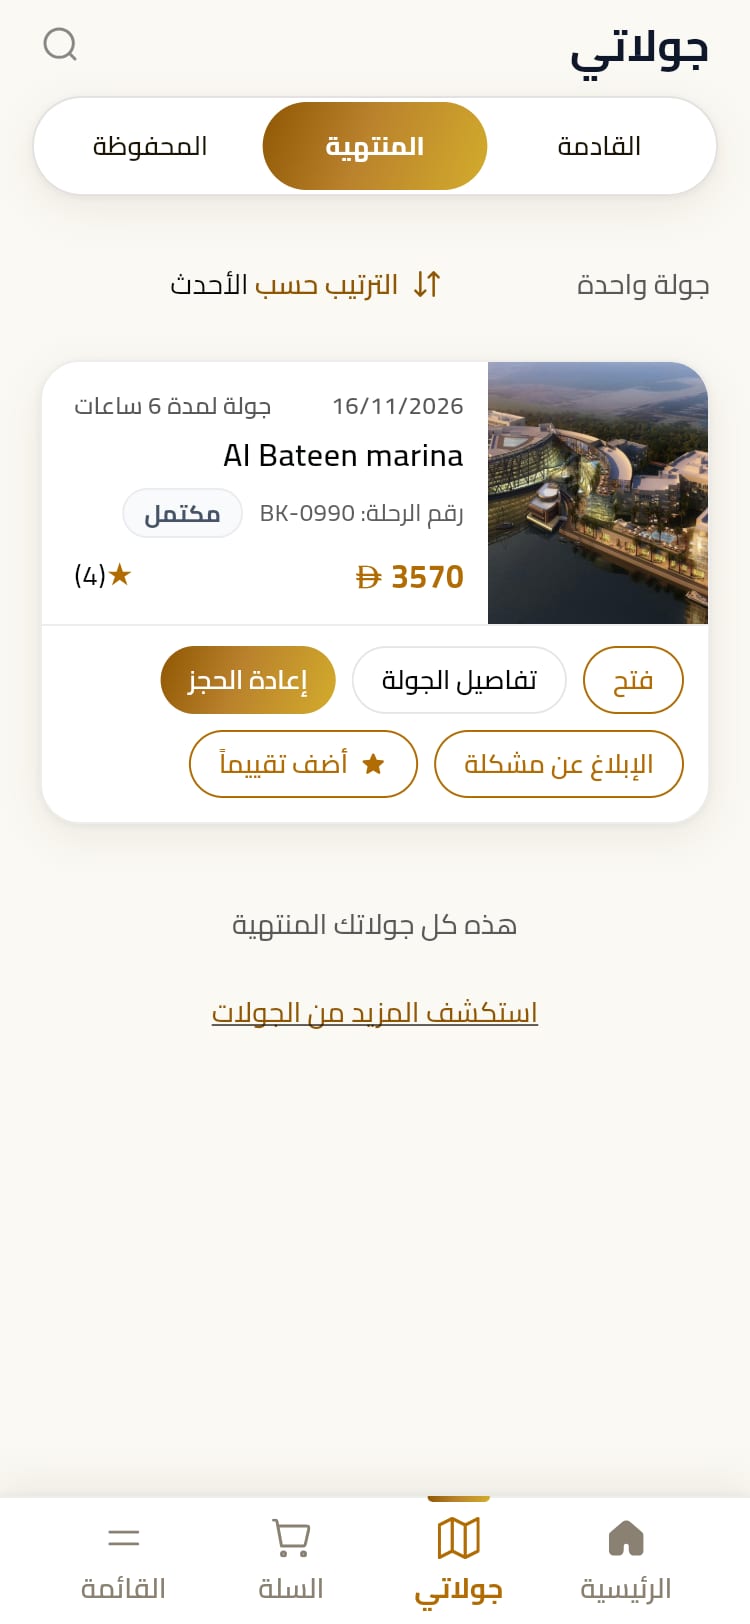 جولاتي
القادمة
المنتهية
المحفوظة
جولة واحدة
الترتيب حسب الأحدث
16/11/2026
جولة لمدة 6 ساعات
Al Bateen marina
رقم الرحلة: BK-0990
مكتمل
3570
(4)
فتح
تفاصيل الجولة
إعادة الحجز
الإبلاغ عن مشكلة
أضف تقييماً
هذه كل جولاتك المنتهية
استكشف المزيد من الجولات
الرئيسية
جولاتي
السلة
القائمة